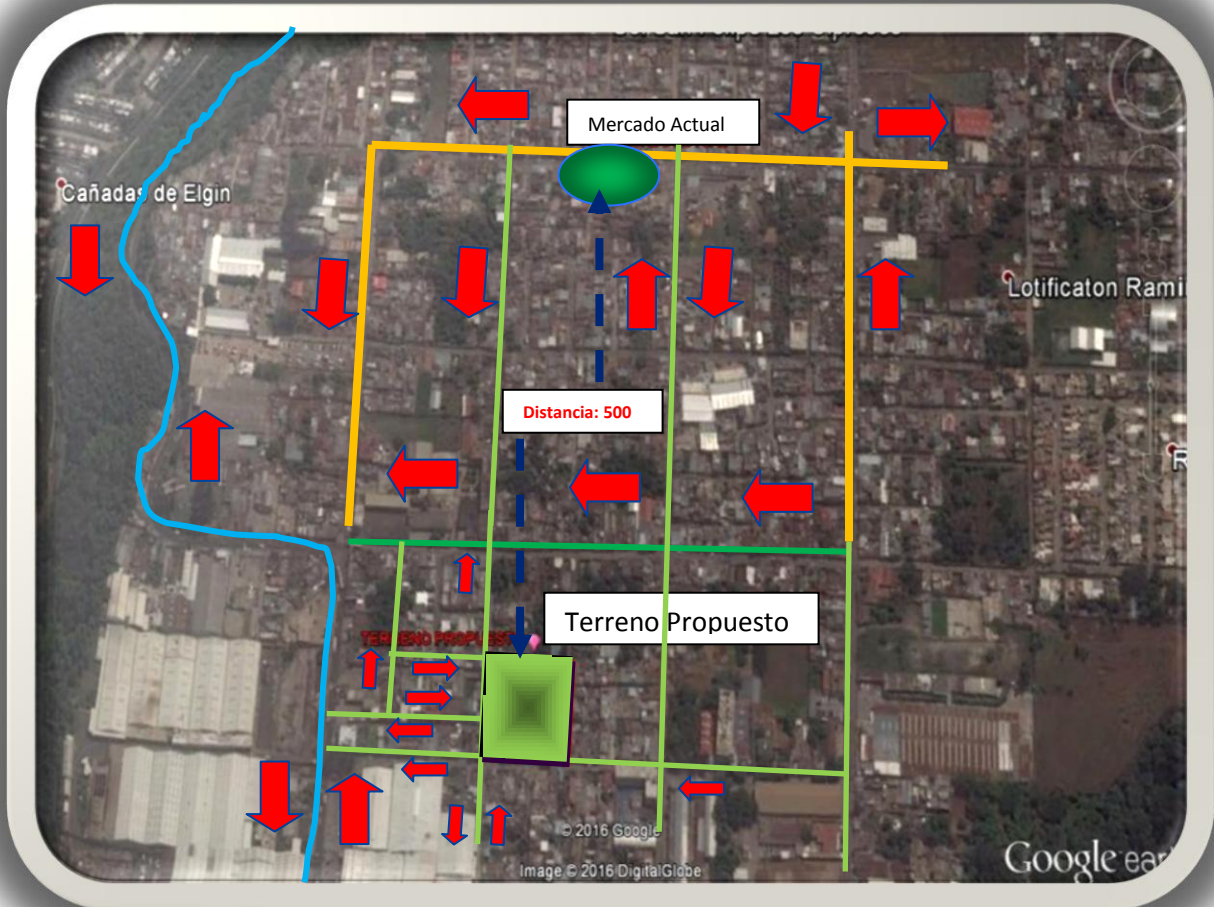 Mercado Actual
Cañadas de Elgin
Lotificaton Rami
Distancia: 500
R
Terreno Propuesto
TERRENO PROPUEST
© 2016 Google
Image © 2016 DigitalGlobe
Google ear